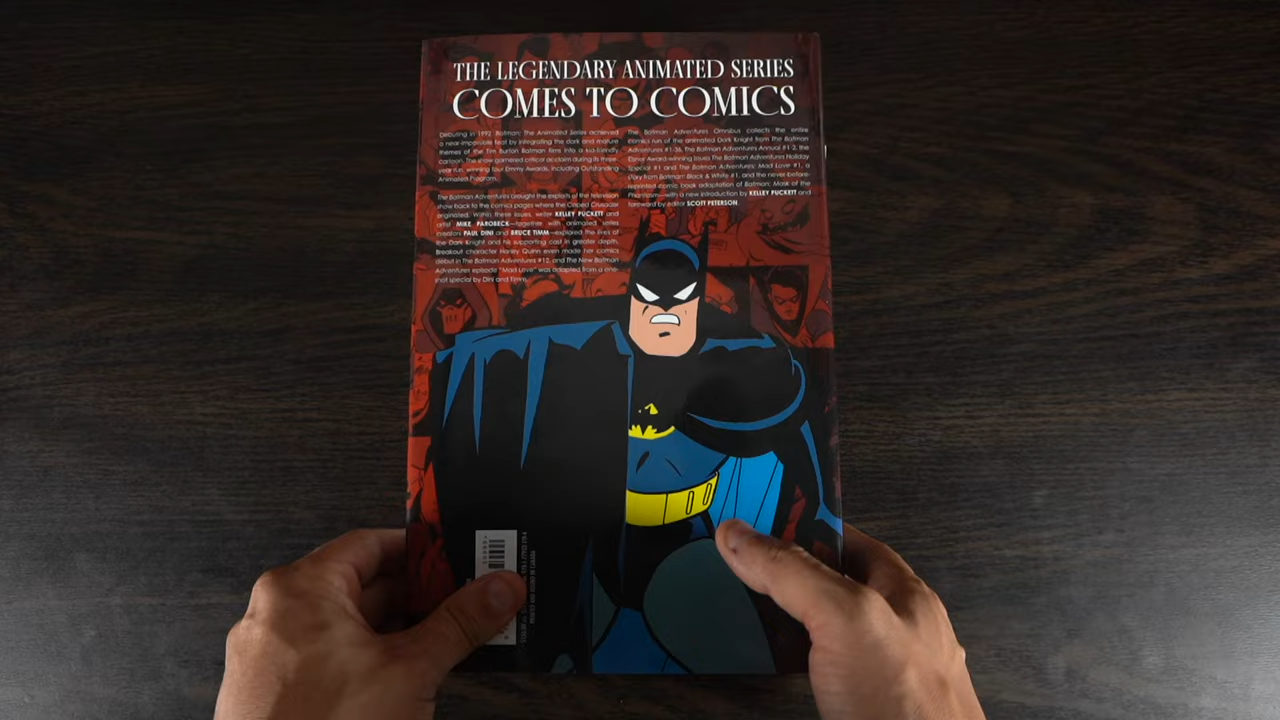 THE LEGENDARY ANIMATED SERIES
COMES TO COMICS
Debuting in 1992, Batman: The Animated Series achieved
a near-impossible feat by integrating the dark and mature
themes of the Tim Burton Batman films into a kid-friendly
cartoon. The show garnered critical acclaim during its three-
year run, winning four Emmy Awards, including Outstanding
Animated Program.
The Batman Adventures brought the exploits of the television
show back to the comics pages where the Caped Crusader
originated. Within these issues, writer KELLEY PUCKETT and
artist MIKE PAROBECK—together with animated series
creators PAUL DINI and BRUCE TIMM—explored the lives of
the Dark Knight and his supporting cast in greater depth.
Breakout character Harley Quinn even made her comics
debut in The Batman Adventures #12, and The New Batman
Adventures episode "Mad Love" was adapted from a one-
shot special by Dini and Timm.
The Batman Adventures Omnibus collects the entire
comics run of the animated Dark Knight from The Batman
Adventures #1-36, The Batman Adventures Annual #1-2, the
Eisner Award-winning issues The Batman Adventures Holiday
Special #1 and The Batman Adventures: Mad Love #1, a
story from Batman: Black & White #1, and the never-before-
reprinted comic book adaptation of Batman: Mask of the
Phantasm—with a new introduction by KELLEY PUCKETT and
foreword by editor SCOTT PETERSON.
PRINTED AND BOUND IN CANADA